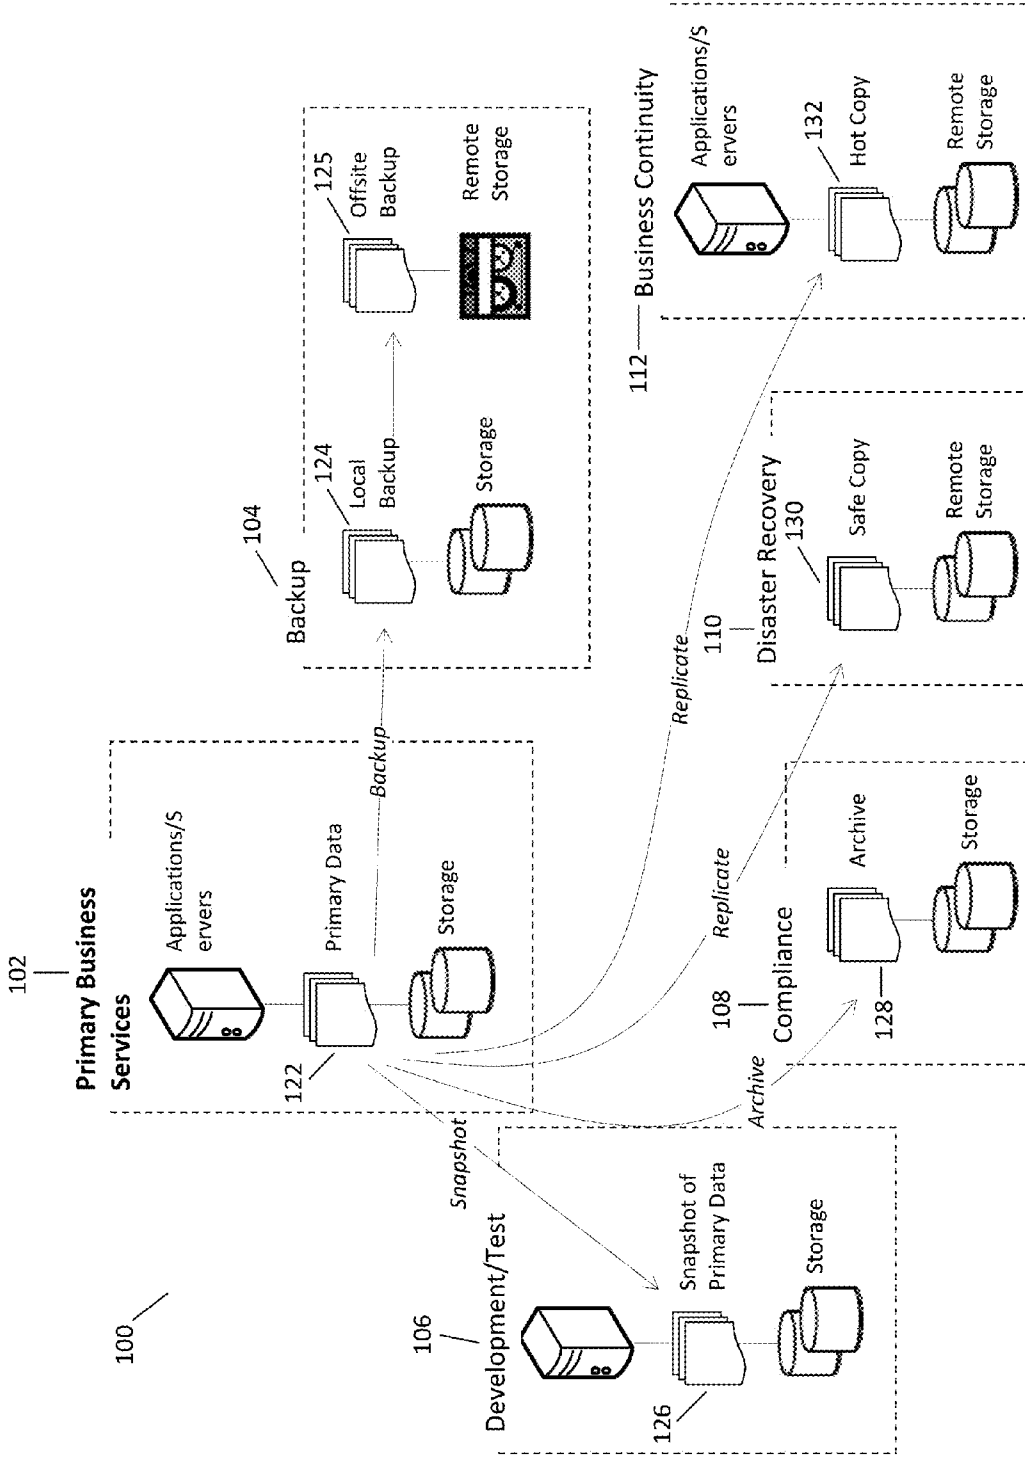 100
102
Primary Business
Services
Applications/S
ervers
122
Primary Data
Storage
Backup
104
Backup
124
Local
Backup
Storage
125
Offsite
Backup
Remote
Storage
Snapshot
106
Development/Test
126
Snapshot of
Primary Data
Storage
Archive
108
Compliance
128
Archive
Storage
Replicate
110
Disaster Recovery
130
Safe Copy
Remote
Storage
Replicate
112
Business Continuity
Applications/S
ervers
132
Hot Copy
Remote
Storage